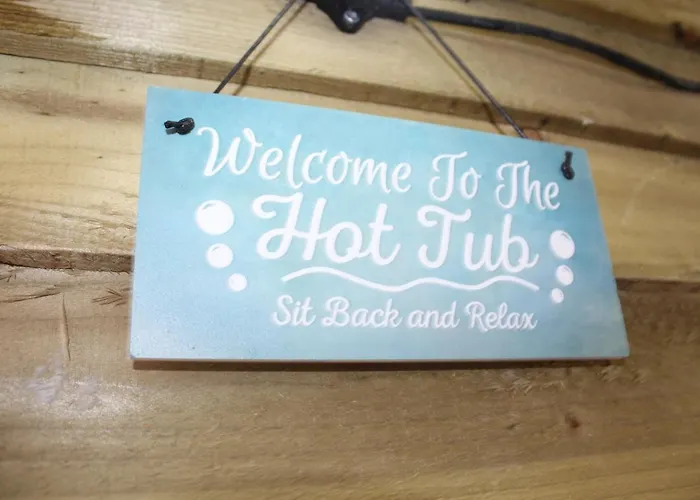 Welcome To The
Hot Tub
Sit Back and Relax